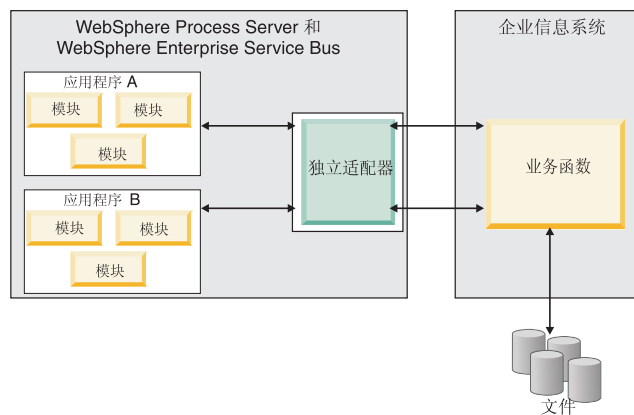 WebSphere Process Server 和
WebSphere Enterprise Service Bus
企业信息系统
应用程序 A
模块
模块
模块
独立适配器
业务函数
应用程序 B
模块
模块
模块
文件